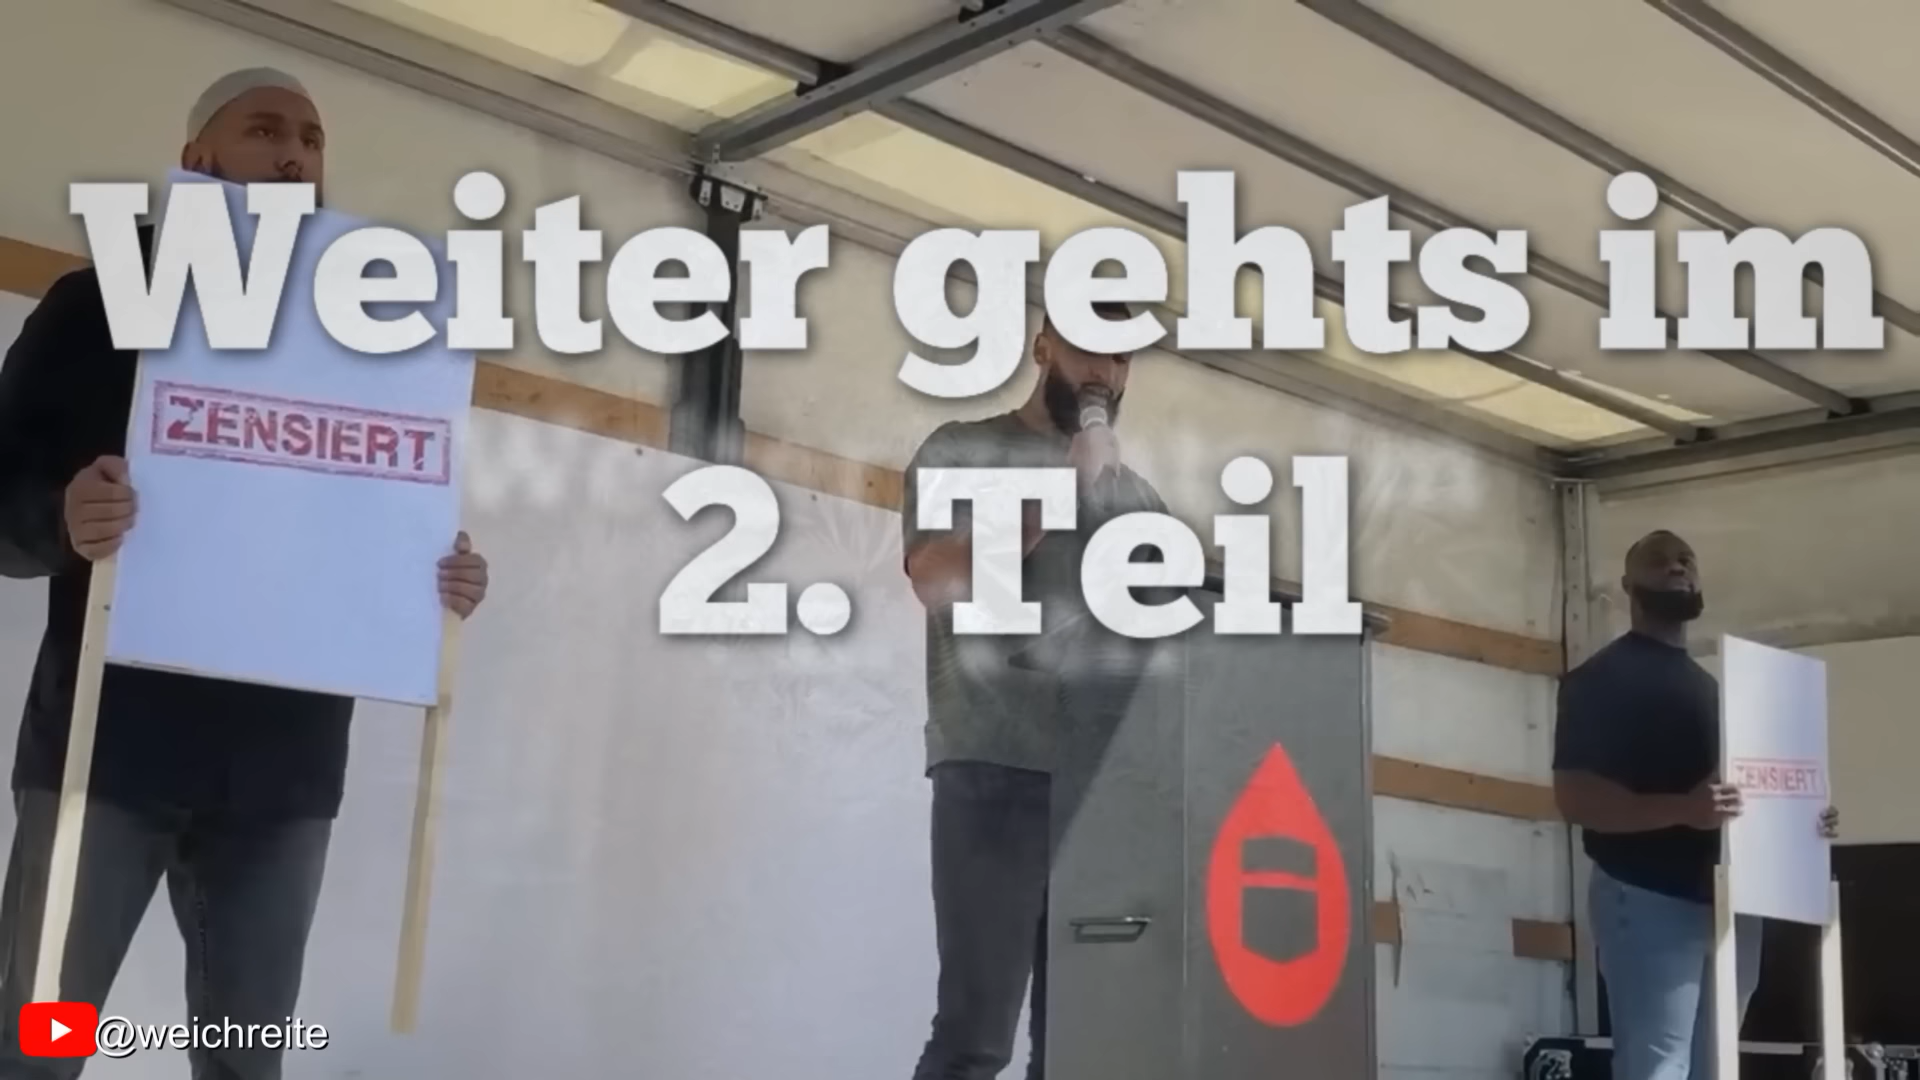 Weiter gehts im
2. Teil
ZENSIERT
ZENSIERT
@weichreite